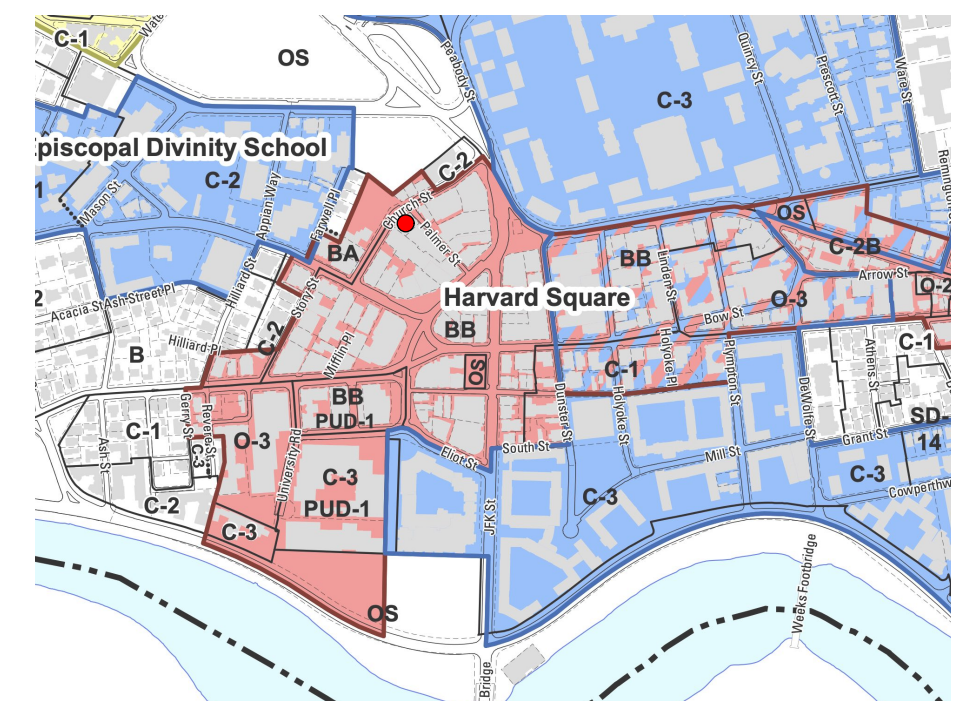 C-1
Wate
OS
Peabody St
Quincy St
Prescott St
Ware St
C-3
Episcopal Divinity School
C-2
1
Mason St
Appian Way
Farwell Pl
C-2
Church St
Palmer St
BA
Remington
OS
C-2B
BB
Linden St
Arrow St
O-2
O-3
Harvard Square
Hilliard St
Story St
2
Acacia St
Ash Street Pl
B
Hilliard Pl
C-2
Mifflin Pl
BB
Bow St
OS
C-1
Holyoke Pl
Plympton St
C-1
Athens St
Gerry St
Revere St
BB
PUD-1
Dunster St
Holyoke St
DeWolfe St
SD-
14
C-1
Ash St
C-3
O-3
University Rd
Eliot St
South St
Mill St
Grant St
C-3
PUD-1
C-3
C-3
Cowperthw
C-2
C-3
JFK St
Weeks Footbridge
OS
Bridge